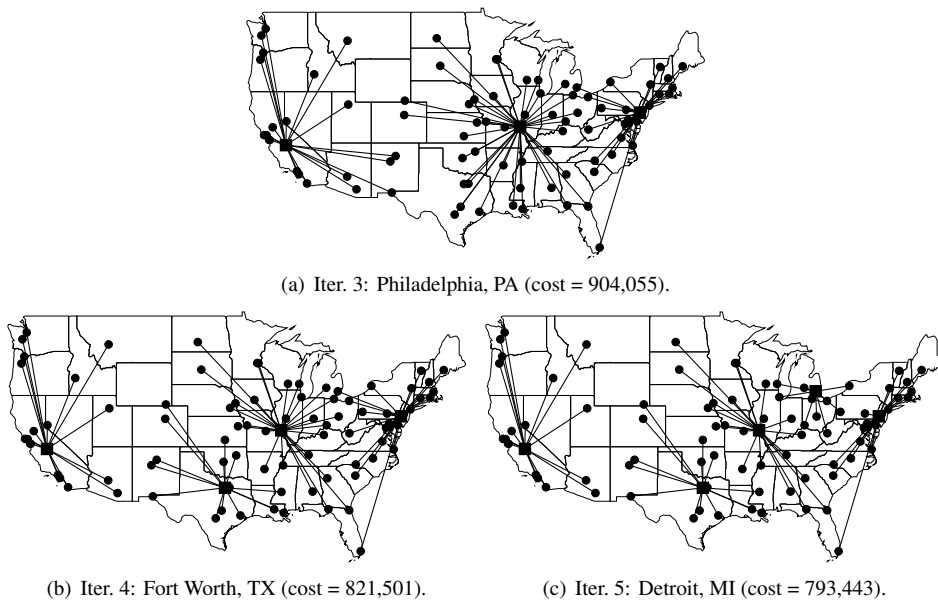 (a) Iter. 3: Philadelphia, PA (cost = 904,055).
(b) Iter. 4: Fort Worth, TX (cost = 821,501).
(c) Iter. 5: Detroit, MI (cost = 793,443).